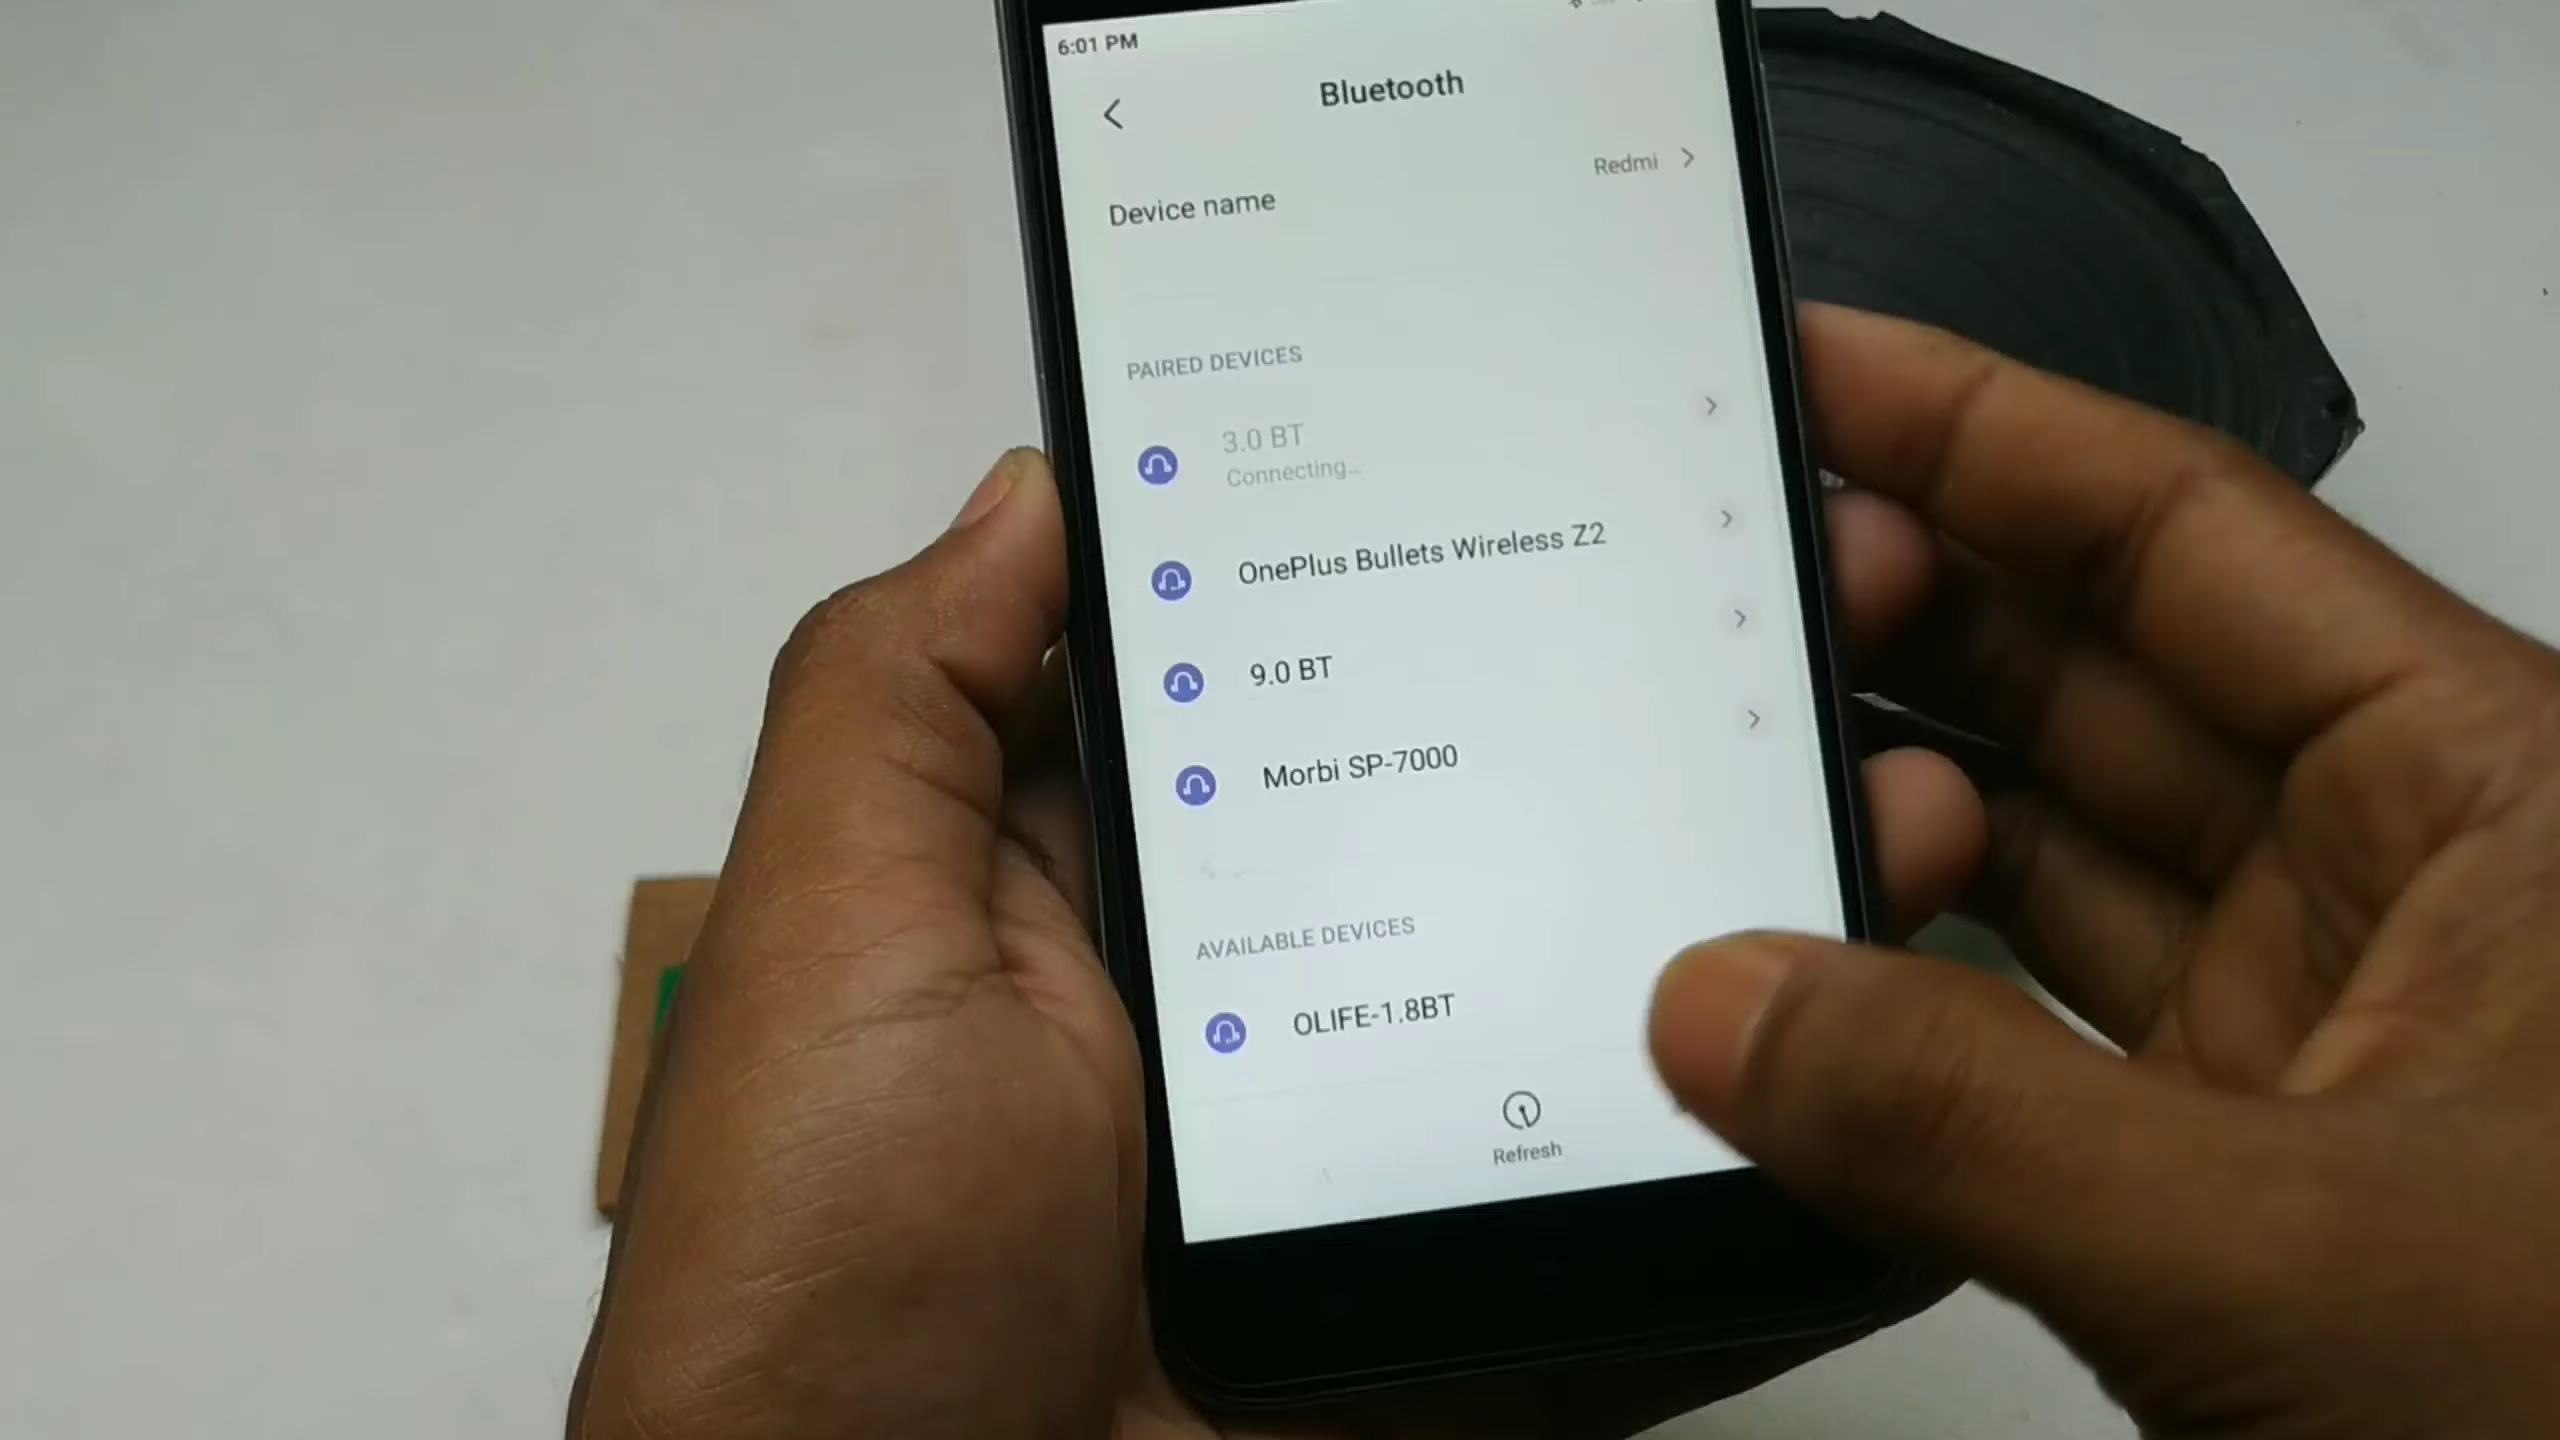 6:01 PM
Bluetooth
Device name
Redmi
PAIRED DEVICES
3.0 BT
Connecting...
OnePlus Bullets Wireless Z2
9.0 BT
Morbi SP-7000
AVAILABLE DEVICES
OLIFE-1.8BT
Refresh